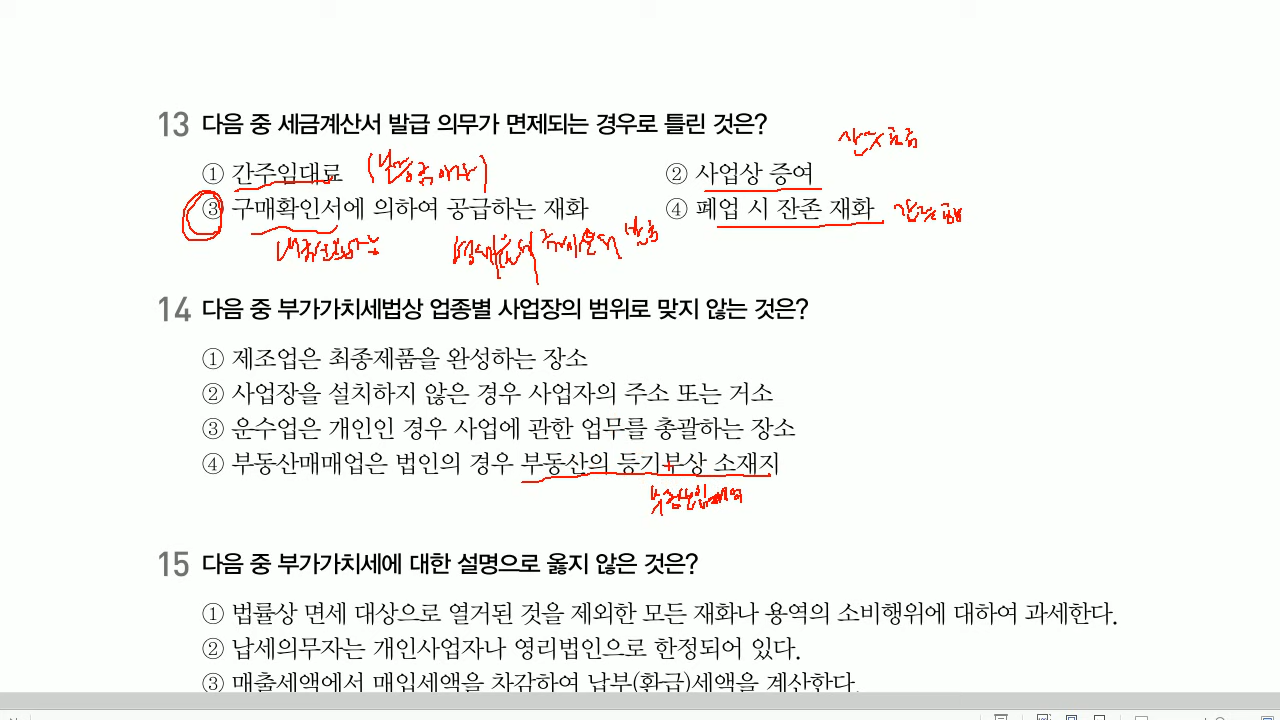 13 다음 중 세금계산서 발급 의무가 면제되는 경우로 틀린 것은?
① 간주임대료 ② 사업상 증여
③ 구매확인서에 의하여 공급하는 재화 ④ 폐업 시 잔존 재화
14 다음 중 부가가치세법상 업종별 사업장의 범위로 맞지 않는 것은?
① 제조업은 최종제품을 완성하는 장소
② 사업장을 설치하지 않은 경우 사업자의 주소 또는 거소
③ 운수업은 개인인 경우 사업에 관한 업무를 총괄하는 장소
④ 부동산매매업은 법인의 경우 부동산의 등기부상 소재지
15 다음 중 부가가치세에 대한 설명으로 옳지 않은 것은?
① 법률상 면세 대상으로 열거된 것을 제외한 모든 재화나 용역의 소비행위에 대하여 과세한다.
② 납세의무자는 개인사업자나 영리법인으로 한정되어 있다.
③ 매출세액에서 매입세액을 차감하여 납부(환급)세액을 계산한다.